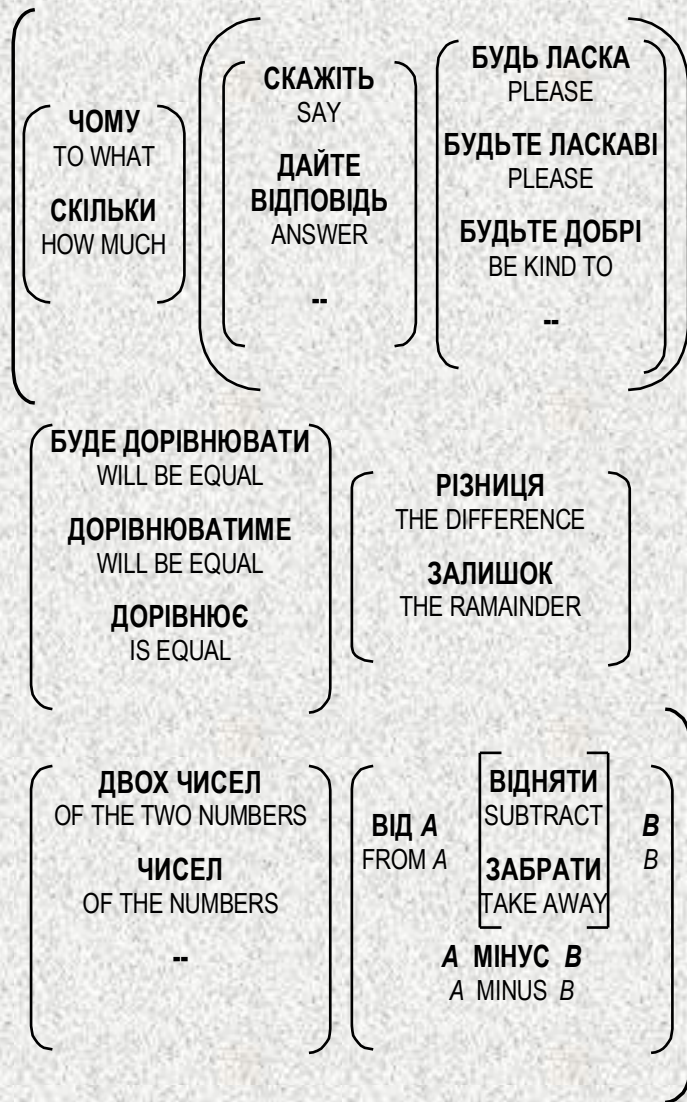 ЧОМУ
TO WHAT
СКІЛЬКИ
HOW MUCH
СКАЖІТЬ
SAY
ДАЙТЕ
ВІДПОВІДЬ
ANSWER
--
БУДЬ ЛАСКА
PLEASE
БУДЬТЕ ЛАСКАВІ
PLEASE
БУДЬТЕ ДОБРІ
BE KIND TO
--
БУДЕ ДОРІВНЮВАТИ
WILL BE EQUAL
ДОРІВНЮВАТИМЕ
WILL BE EQUAL
ДОРІВНЮЄ
IS EQUAL
РІЗНИЦЯ
THE DIFFERENCE
ЗАЛИШОК
THE RAMAINDER
ДВОХ ЧИСЕЛ
OF THE TWO NUMBERS
ЧИСЕЛ
OF THE NUMBERS
--
ВІД A
FROM A
ВІДНЯТИ
SUBTRACT
ЗАБРАТИ
TAKE AWAY
B
B
A МІНУС B
A MINUS B